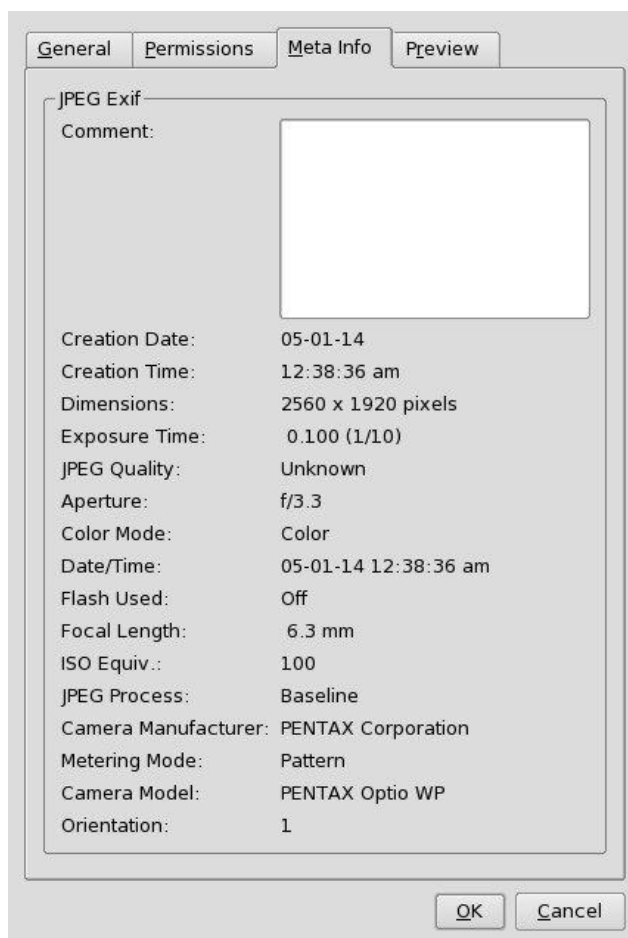 General Permissions Meta Info Preview
JPEG Exif
Comment:
Creation Date: 05-01-14
Creation Time: 12:38:36 am
Dimensions: 2560 x 1920 pixels
Exposure Time: 0.100 (1/10)
JPEG Quality: Unknown
Aperture: f/3.3
Color Mode: Color
Date/Time: 05-01-14 12:38:36 am
Flash Used: Off
Focal Length: 6.3 mm
ISO Equiv.: 100
JPEG Process: Baseline
Camera Manufacturer: PENTAX Corporation
Metering Mode: Pattern
Camera Model: PENTAX Optio WP
Orientation: 1
OK Cancel